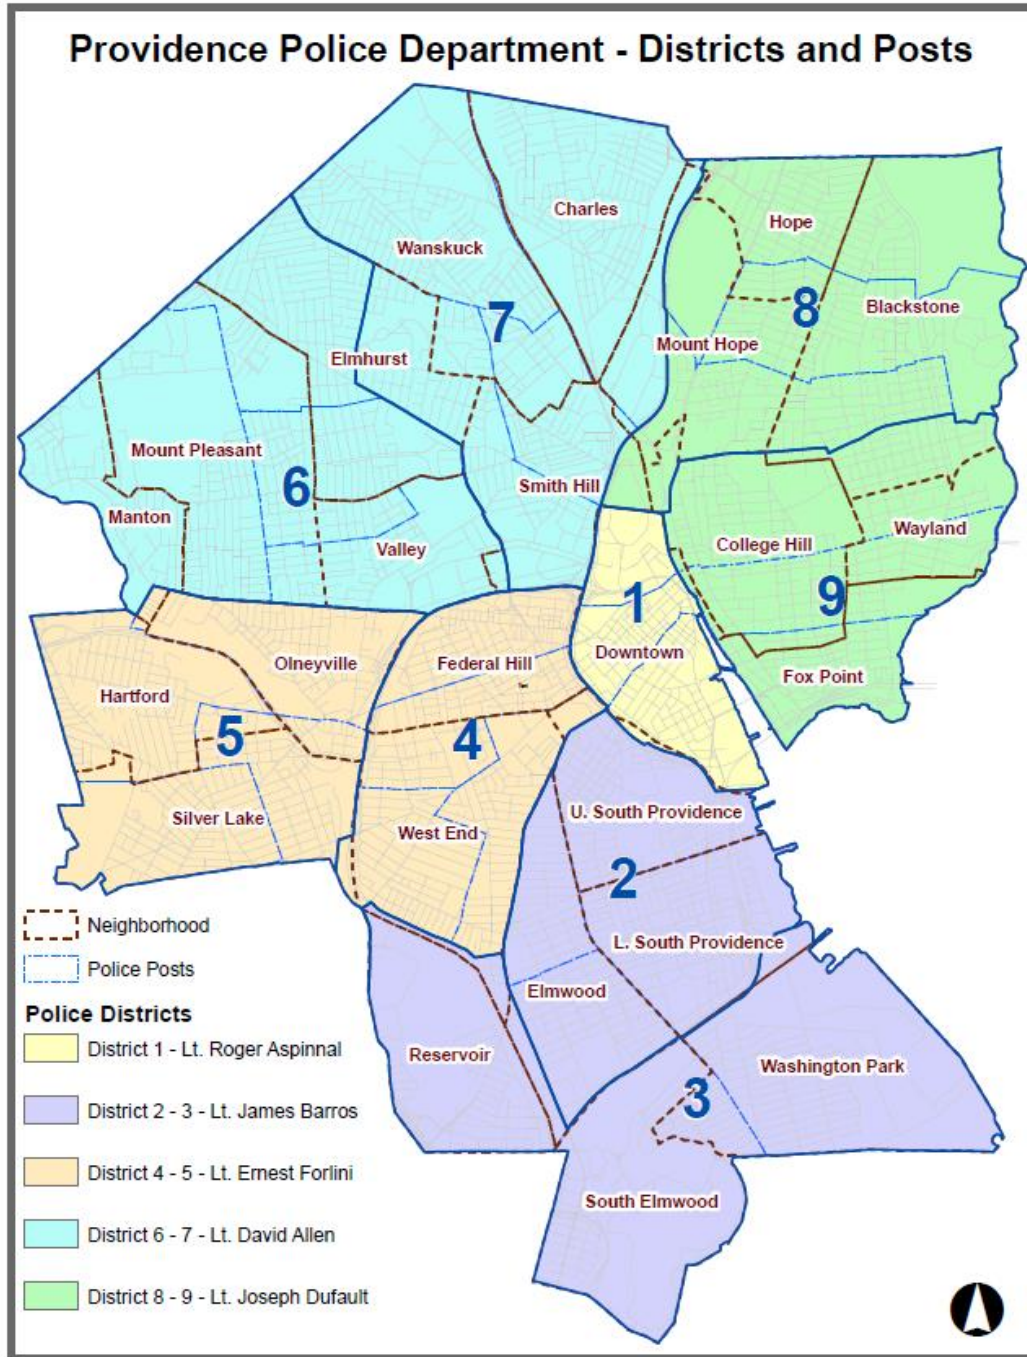 Providence Police Department - Districts and Posts
Charles
Hope
Wanskuck
7
8
Blackstone
Mount Hope
Elmhurst
Mount Pleasant
6
Smith Hill
Manton
Wayland
College Hill
Valley
1
9
Downtown
Olneyville
Federal Hill
Fox Point
Hartford
5
4
Silver Lake
U. South Providence
West End
2
L. South Providence
Elmwood
Reservoir
Washington Park
3
South Elmwood
Neighborhood
Police Posts
Police Districts
District 1 - Lt. Roger Aspinnal
District 2 - 3 - Lt. James Barros
District 4 - 5 - Lt. Ernest Forlini
District 6 - 7 - Lt. David Allen
District 8 - 9 - Lt. Joseph Dufault